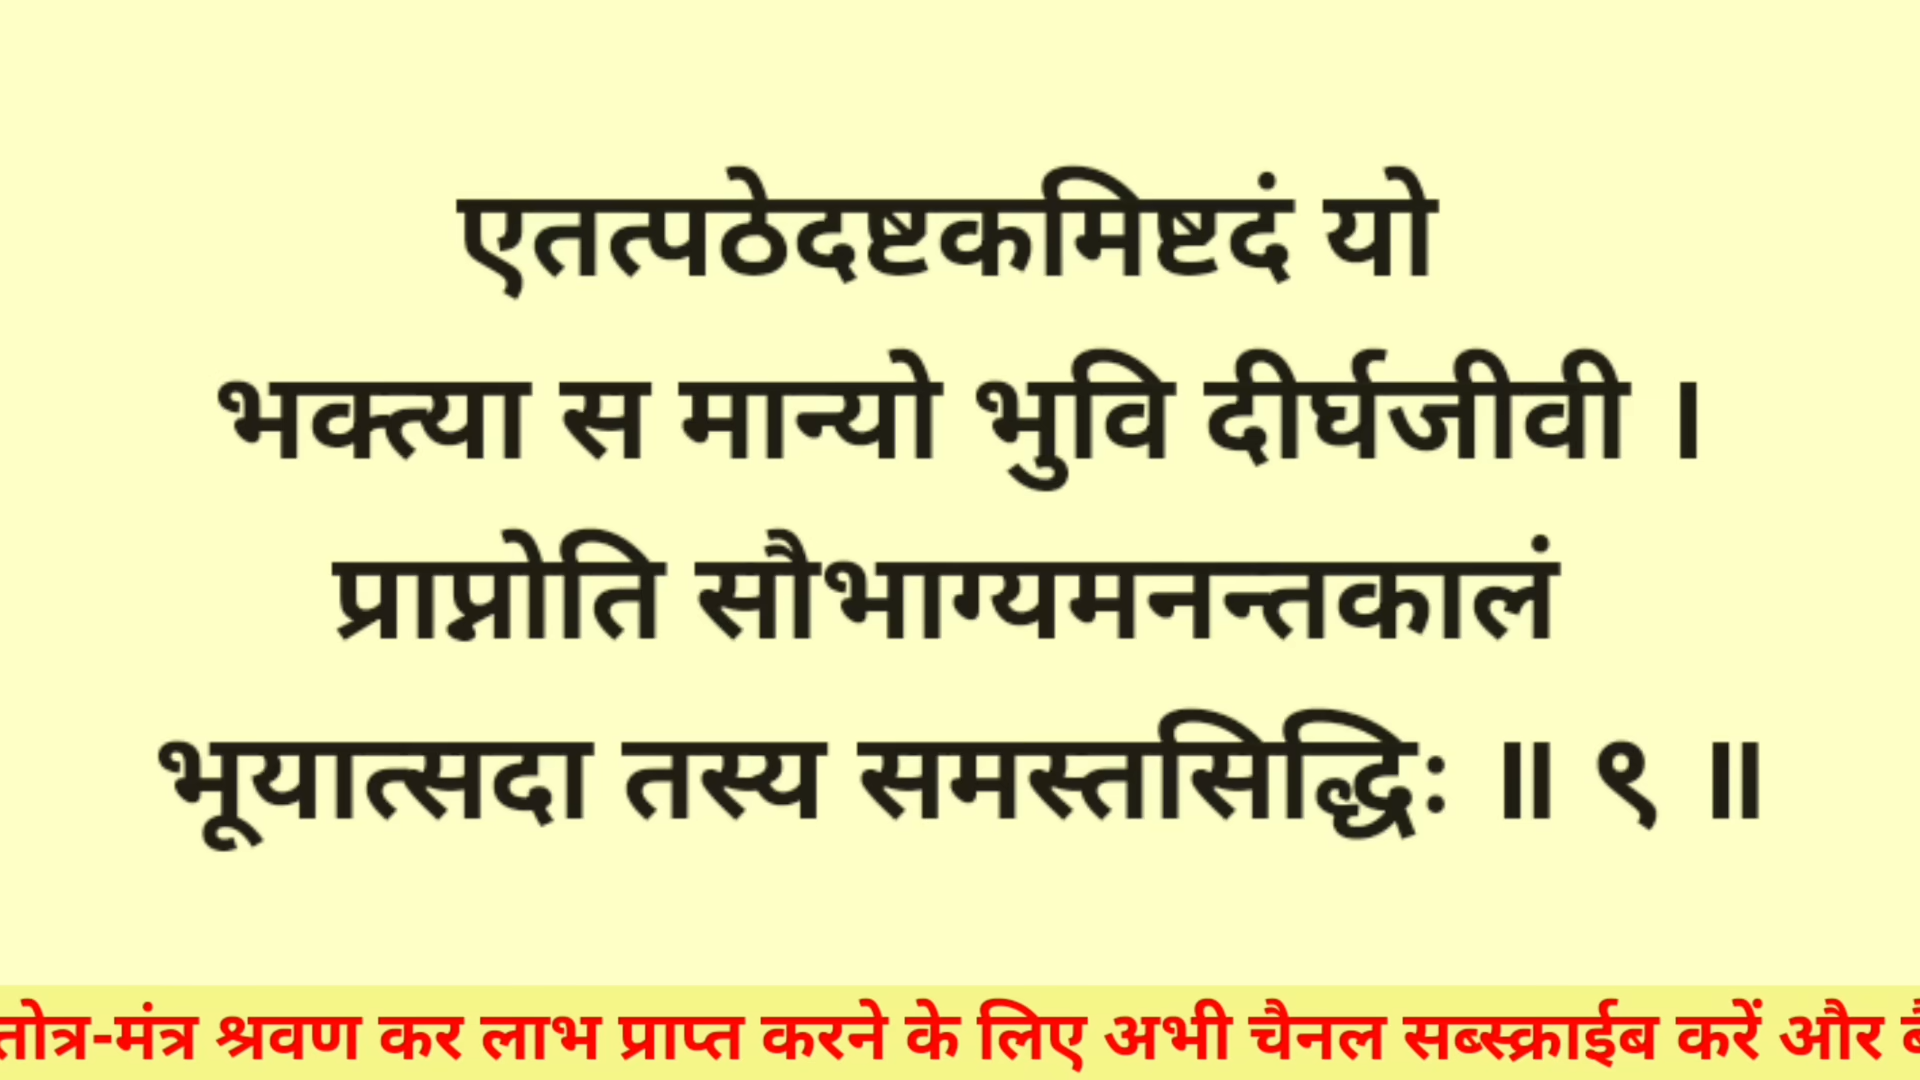 एतत्पठेदष्टकमिष्टदं यो
भक्त्या स मान्यो भुवि दीर्घजीवी ।
प्राप्नोति सौभाग्यमनन्तकालं
भूयात्सदा तस्य समस्तसिद्धिः ॥ ९ ॥
तोत्र-मंत्र श्रवण कर लाभ प्राप्त करने के लिए अभी चैनल सब्स्क्राईब करें और